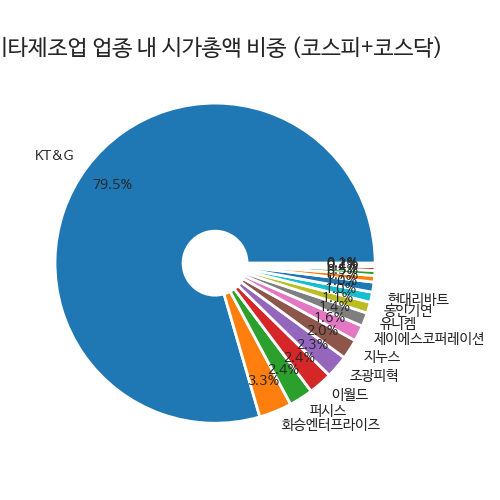 기타제조업 업종 내 시가총액 비중 (코스피+코스닥)
KT&G
79.5%
현대리바트
동인기연
유니켐
제이에스코퍼레이션
지누스
조광피혁
이월드
퍼시스
화승엔터프라이즈
1.1%
1.4%
1.6%
2.0%
2.3%
2.4%
2.4%
3.3%